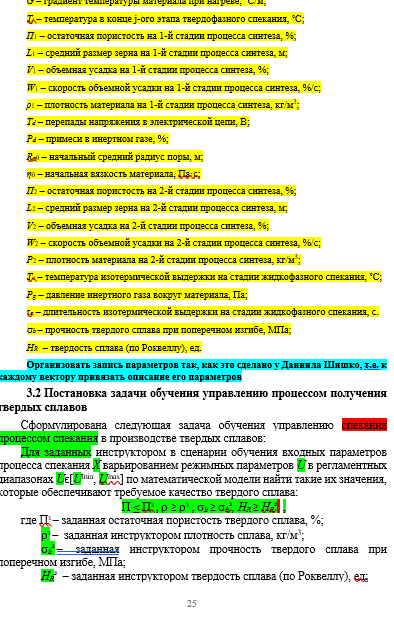 G – градиент температуры материала при нагреве, °С/м;
Tк – температура в конце j-ого этапа твердофазного спекания, °С;
П1 – остаточная пористость на 1-й стадии процесса синтеза, %;
L1 – средний размер зерна на 1-й стадии процесса синтеза, м;
V1 – объемная усадка на 1-й стадии процесса синтеза, %;
W1 – скорость объемной усадки на 1-й стадии процесса синтеза, %/с;
ρ1 – плотность материала на 1-й стадии процесса синтеза, кг/м3;
Td – перепады напряжения в электрической цепи, В;
Pd – примеси в инертном газе, %;
Rп0 – начальный средний радиус поры, м;
η0 – начальная вязкость материала, Па·с;
П2 – остаточная пористость на 2-й стадии процесса синтеза, %;
L2 – средний размер зерна на 2-й стадии процесса синтеза, м;
V2 – объемная усадка на 2-й стадии процесса синтеза, %;
W2 – скорость объемной усадки на 2-й стадии процесса синтеза, %/с;
P2 – плотность материала на 2-й стадии процесса синтеза, кг/м3;
– температура изотермической выдержки на стадии жидкофазного спекания, °С;
Pg – давление инертного газа вокруг материала, Па;
– длительность изотермической выдержки на стадии жидкофазного спекания, с.
σb – прочность твердого сплава при поперечном изгибе, МПа;
HR – твердость сплава (по Роквеллу), ед.
Организовать запись параметров так, как это сделано у Даниила Шишко, т.е. к
каждому вектору привязать описание его параметров
3.2 Постановка задачи обучения управлению процессом получения
твердых сплавов
Сформулирована следующая задача обучения управлению спекания
процессом спекания в производстве твердых сплавов:
Для заданных инструктором в сценарии обучения входных параметров
процесса спекания X варьированием режимных параметров U в регламентных
диапазонах U∈[Umin, Umax] по математической модели найти такие их значения,
которые обеспечивают требуемое качество твердого сплава:
П ≤ Пз, ρ ≥ ρз, σb ≥ σbз, HR ≥ HRз,
где Пз – заданная остаточная пористость твердого сплава, %;
ρз – заданная инструктором плотность сплава, кг/м3;
σbз – заданная инструктором прочность твердого сплава при
поперечном изгибе, МПа;
HRз – заданная инструктором твердость сплава (по Роквеллу), ед;
25